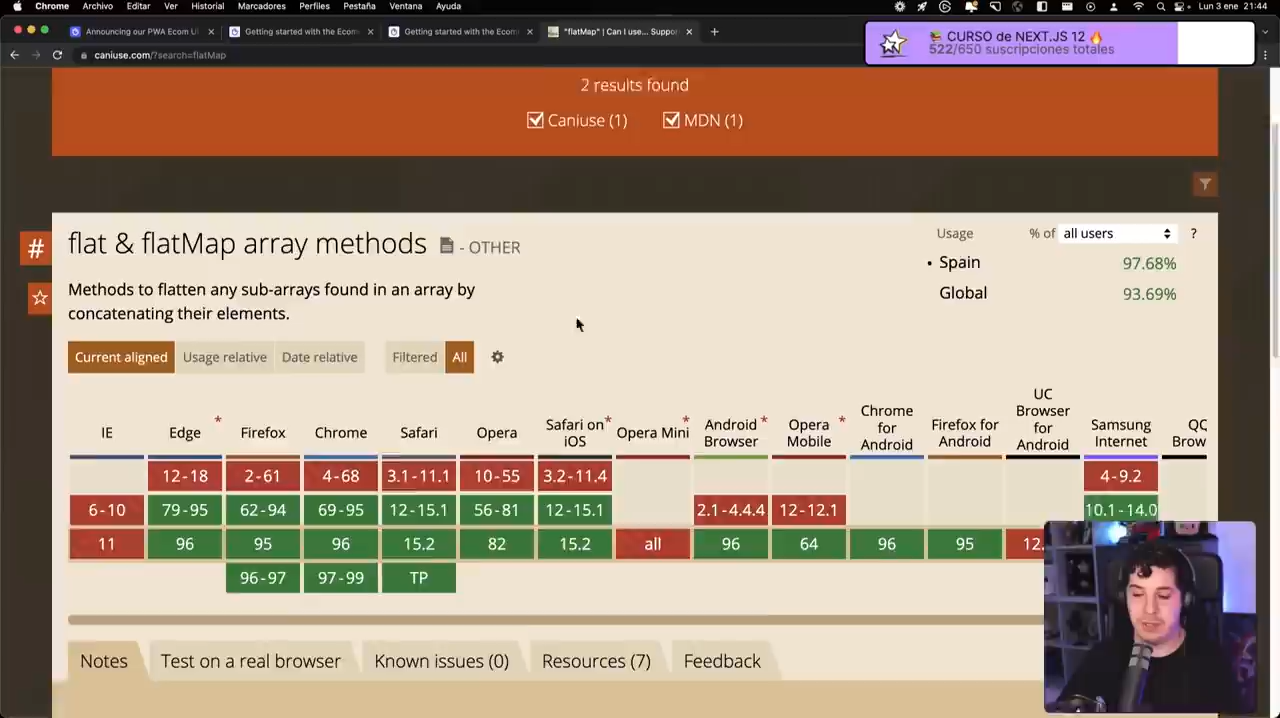 Chrome Archivo Editar Ver Historial Marcadores Perfiles Pestaña Ventana Ayuda
Lun 3 ene 21:44
Announcing our PWA Ecom UI
Getting started with the Ecom
Getting started with the Ecom
"flatMap" | Can I use... Suppor
caniuse.com/?search=flatMap
CURSO de NEXT.JS 12
522/650 suscripciones totales
2 results found
Caniuse (1) MDN (1)
flat & flatMap array methods - OTHER
Usage % of all users ?
Spain 97.68%
Global 93.69%
Methods to flatten any sub-arrays found in an array by
concatenating their elements.
Current aligned Usage relative Date relative Filtered All
IE Edge * Firefox Chrome Safari Opera Safari on iOS * Opera Mini * Android Browser * Opera Mobile * Chrome for Android Firefox for Android UC Browser for Android Samsung Internet QQ Brow
12-18 2-61 4-68 3.1-11.1 10-55 3.2-11.4 4-9.2
6-10 79-95 62-94 69-95 12-15.1 56-81 12-15.1 2.1-4.4.4 12-12.1 10.1-14.0
11 96 95 96 15.2 82 15.2 all 96 64 96 95 12.
96-97 97-99 TP
Notes Test on a real browser Known issues (0) Resources (7) Feedback